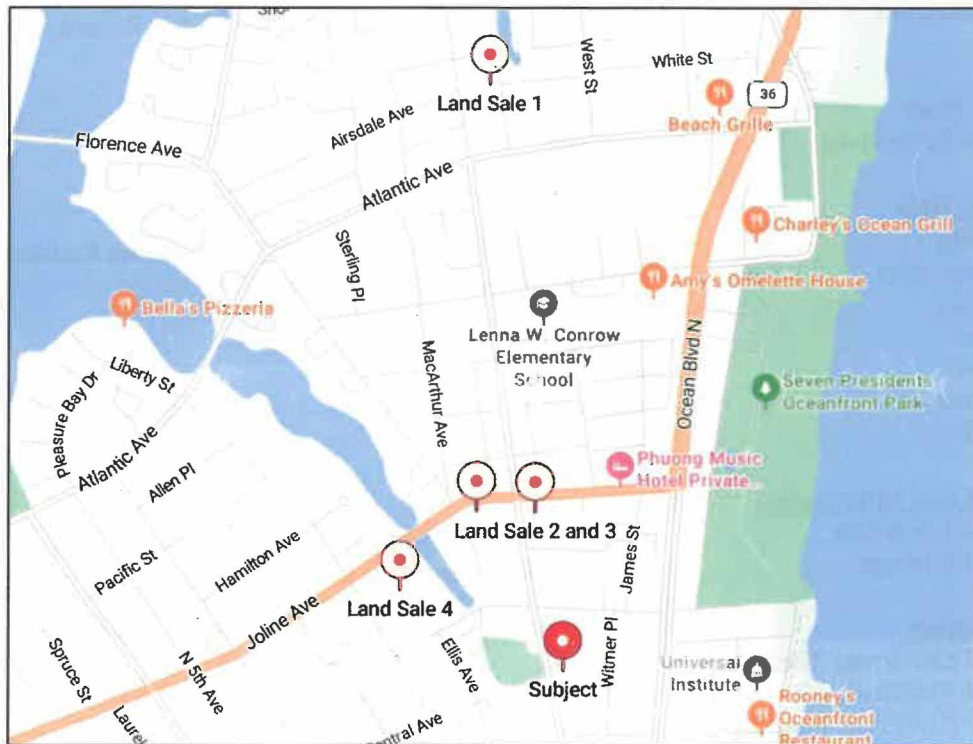 West St
White St
36
Land Sale 1
Beach Grille
Airsdale Ave
Florence Ave
Atlantic Ave
Charley's Ocean Grill
Sterling Pl
Amy's Omelette House
Bella's Pizzeria
Lenna W. Conrow
Elementary
School
MacArthur Ave
Ocean Blvd N
Liberty St
Pleasure Bay Dr
Seven Presidents
Oceanfront Park
Atlantic Ave
Allen Pl
Phuong Music
Hotel Private...
Land Sale 2 and 3
James St
Pacific St
Hamilton Ave
Land Sale 4
Joline Ave
Spruce St
N 5th Ave
Ellis Ave
Witmer Pl
Subject
Universal
Institute
Rooney's
Oceanfront
Restaurant